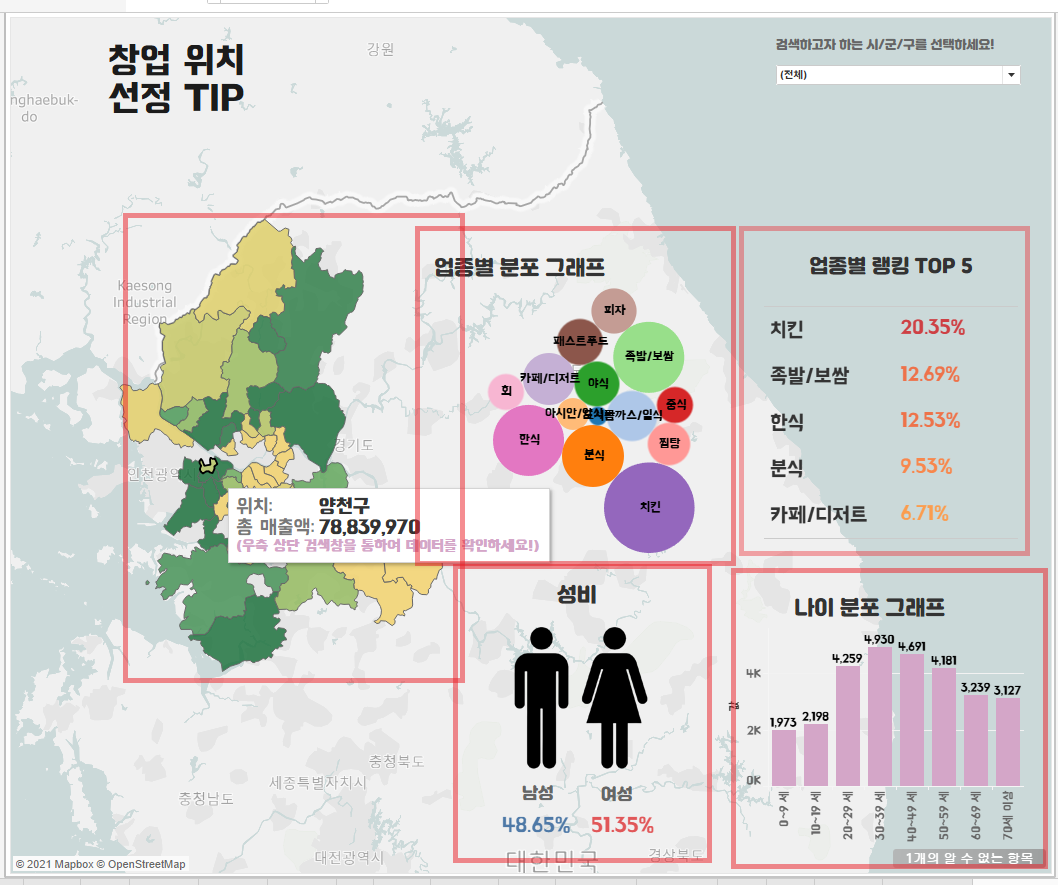 창업 위치
선정 TIP
검색하고자 하는 시/군/구를 선택하세요!
(전체)
강원
nghaebuk-
do
Kaesong
Industrial
Region
경기도
인천광역시
위치: 양천구
총 매출액: 78,839,970
(우측 상단 검색창을 통하여 데이터를 확인하세요!)
업종별 분포 그래프
피자
패스트푸드
족발/보쌈
카페/디저트
야식
회
중식
한식
분식
찜탕
치킨
업종별 랭킹 TOP 5
치킨 20.35%
족발/보쌈 12.69%
한식 12.53%
분식 9.53%
카페/디저트 6.71%
성비
남성 여성
48.65% 51.35%
나이 분포 그래프
4K
2K
0K
1,973
2,198
4,259
4,930
4,691
4,181
3,239
3,127
0~9 세
10~19 세
20~29 세
30~39 세
40~49 세
50~59 세
60~69 세
70세 이상
1개의 알 수 없는 항목
충청북도
세종특별자치시
충청남도
대전광역시
대한민국
경상북도
© 2021 Mapbox © OpenStreetMap